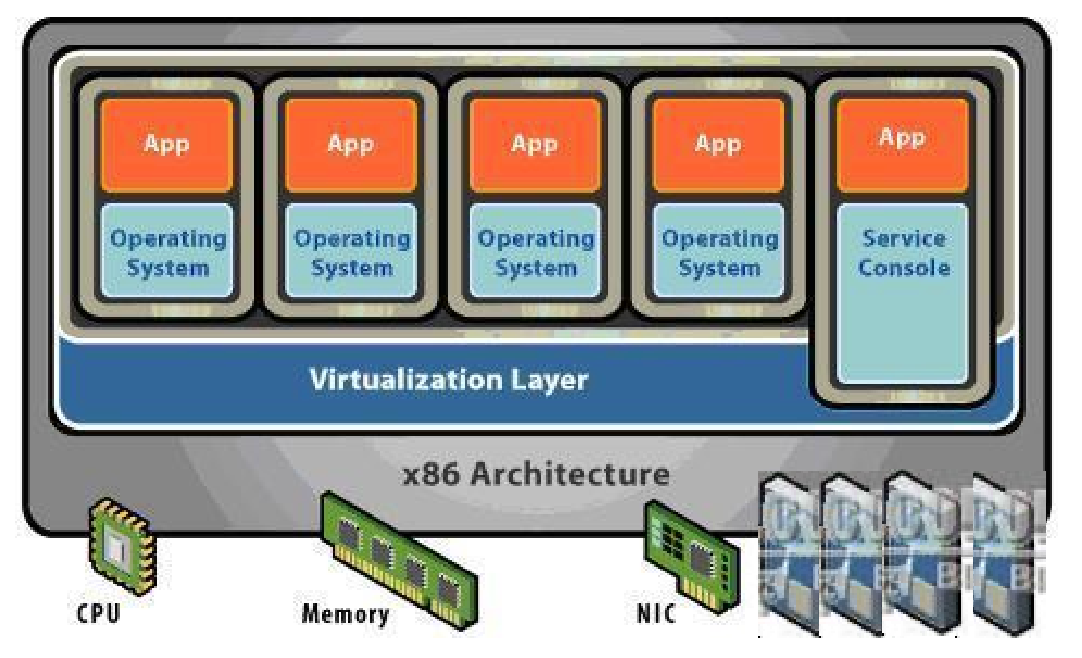 App
App
App
App
App
Operating
System
Operating
System
Operating
System
Operating
System
Service
Console
Virtualization Layer
x86 Architecture
CPU
Memory
NIC